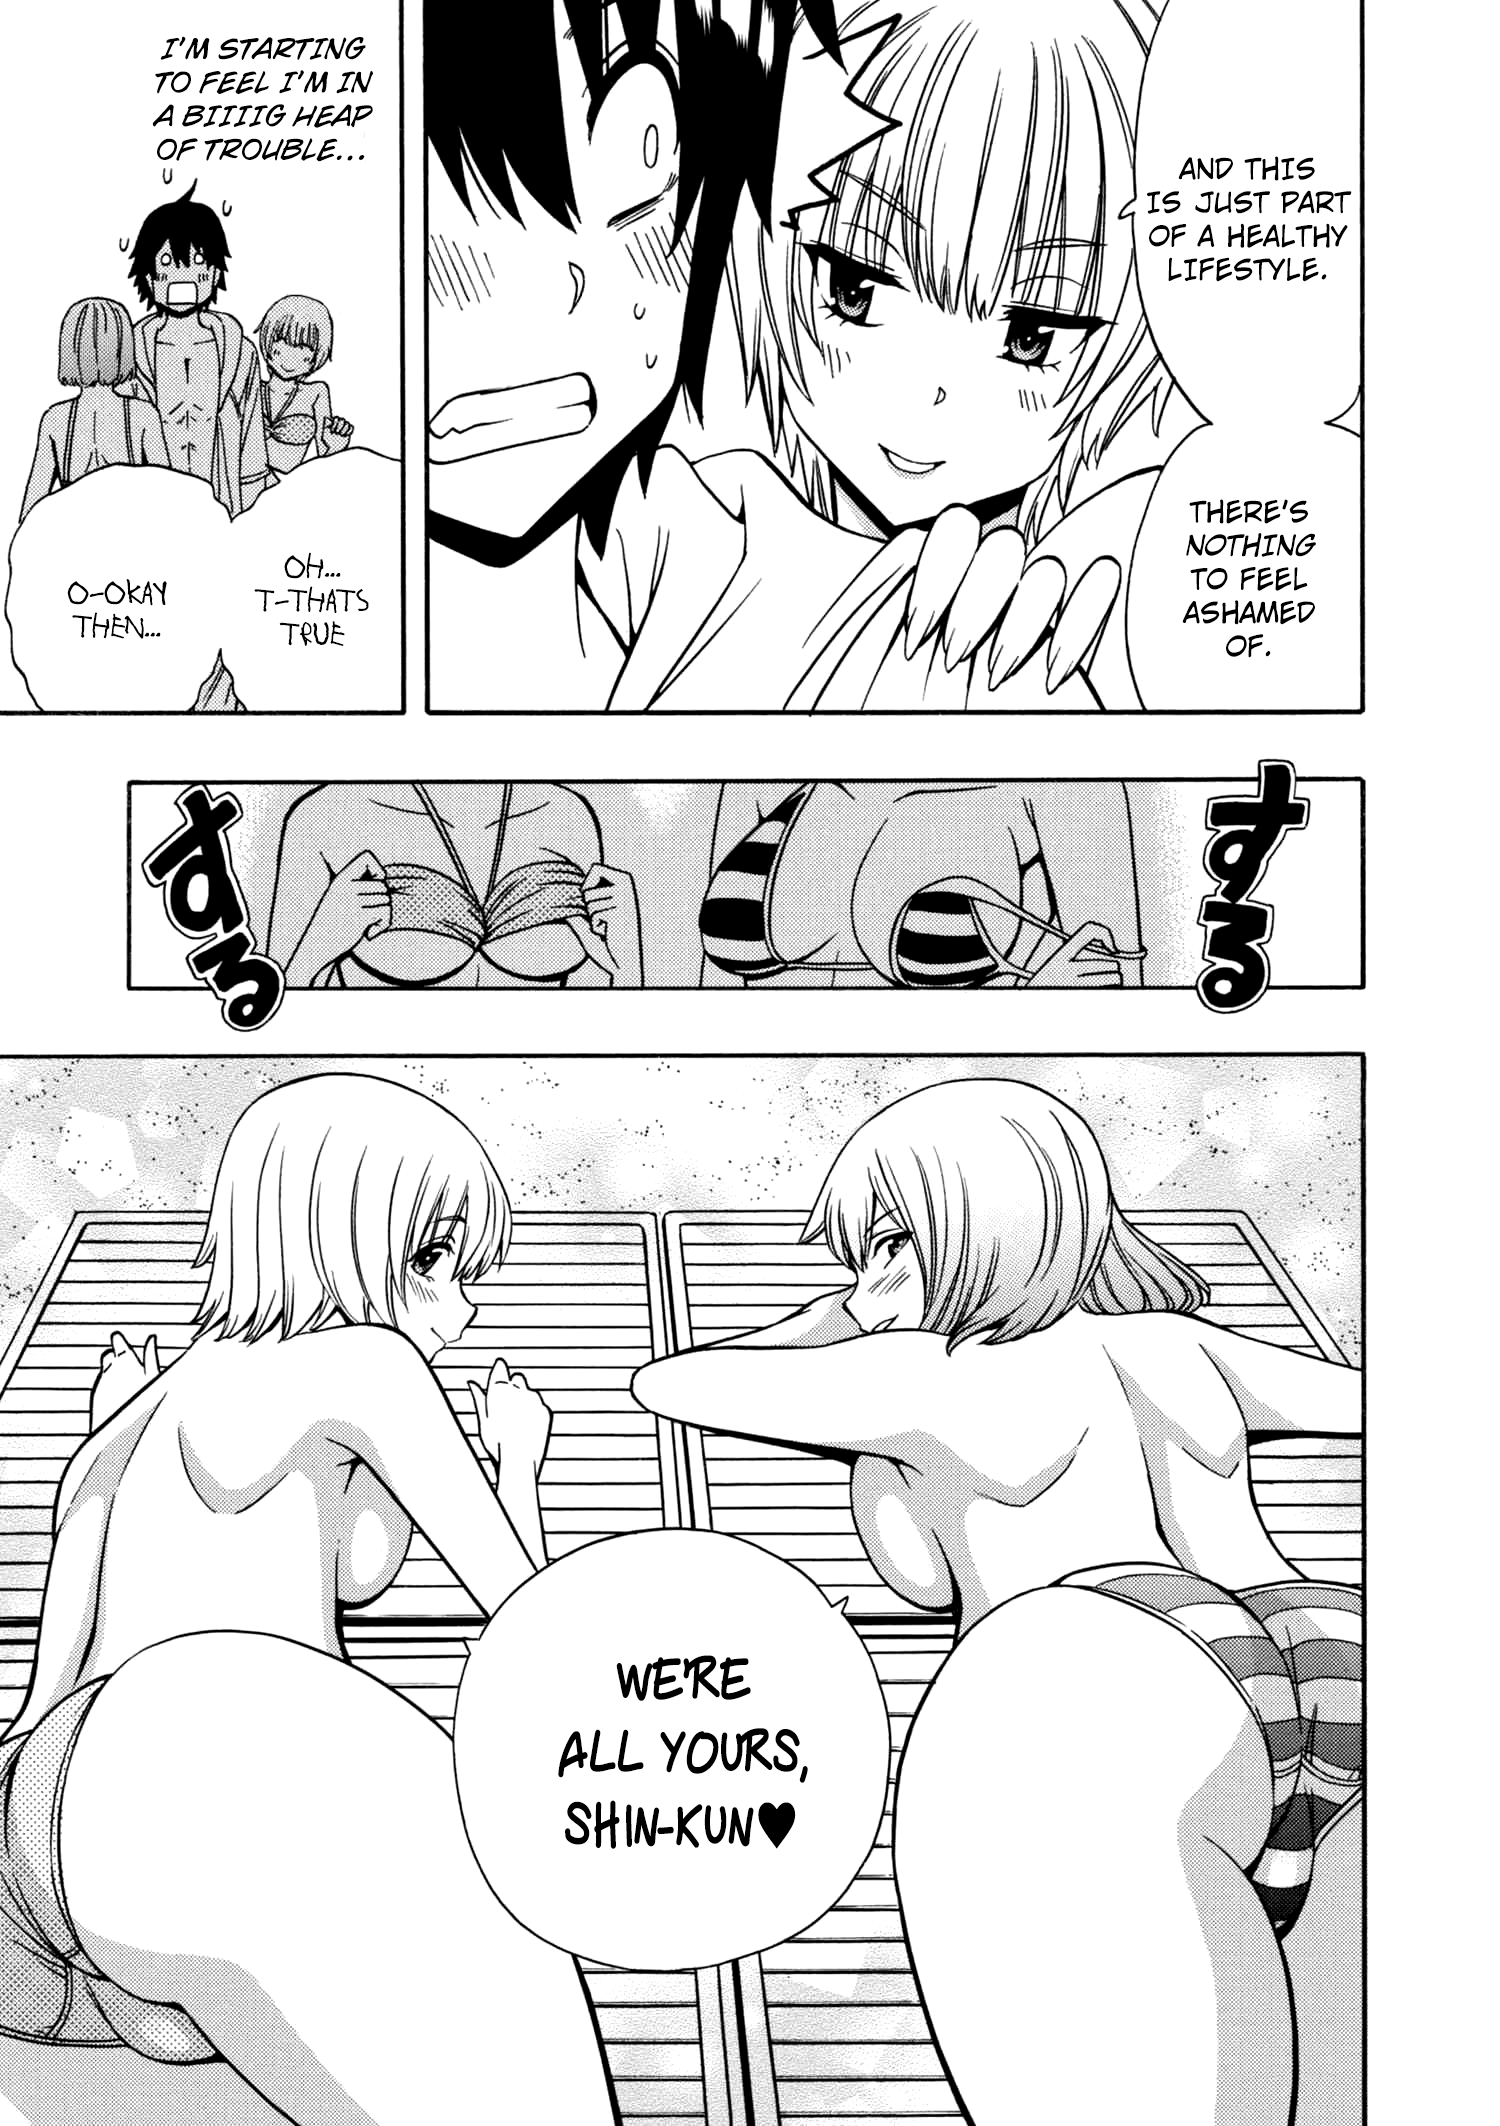 AND THIS
IS JUST PART
OF A HEALTHY
LIFESTYLE.
THERE'S
NOTHING
TO FEEL
ASHAMED
OF.
I'M STARTING
TO FEEL I'M IN
A BIIIIG HEAP
OF TROUBLE...
OH...
T-THATS
TRUE
O-OKAY
THEN...
する
する
WE'RE
ALL YOURS,
SHIN-KUN♥